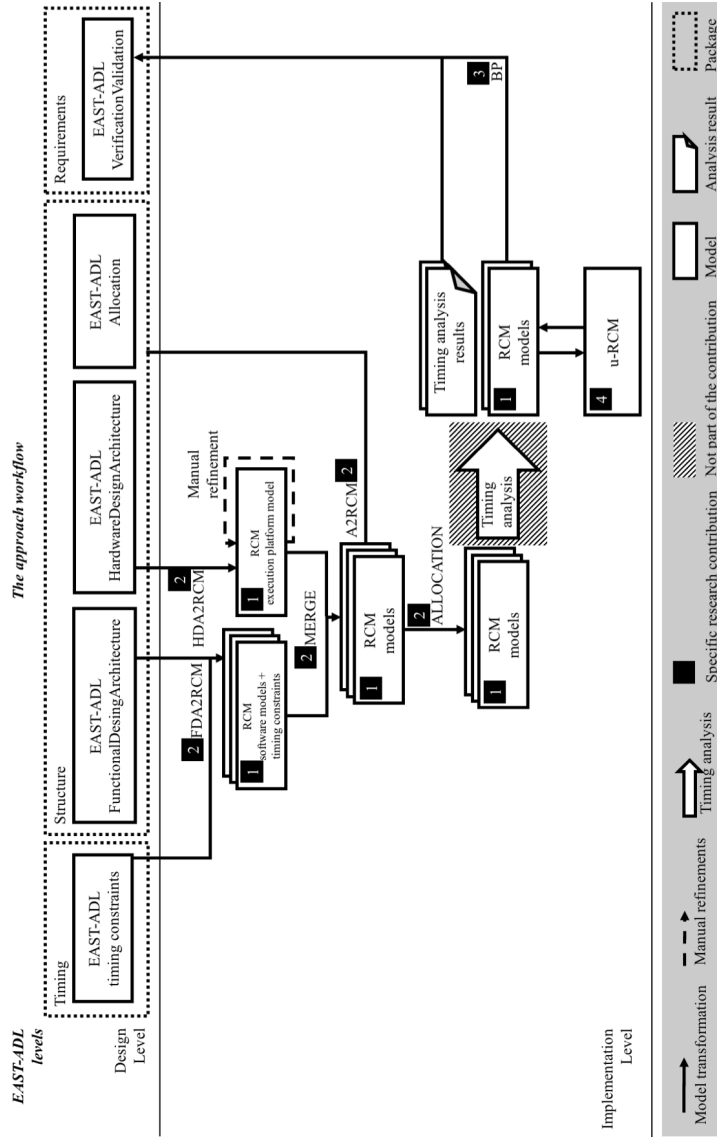 The approach workflow
EAST-ADL
levels
Design
Level
Timing
EAST-ADL
timing constraints
Structure
EAST-ADL
FunctionalDesingArchitecture
EAST-ADL
HardwareDesignArchitecture
EAST-ADL
Allocation
Requirements
EAST-ADL
VerificationValidation
2
FDA2RCM
2
HDA2RCM
Manual
refinement
RCM
software models +
timing constraints
1
RCM
execution platform model
1
2
MERGE
RCM
models
1
A2RCM
2
2
ALLOCATION
RCM
models
1
Timing
analysis
Timing analysis
results
RCM
models
1
3
BP
u-RCM
4
Implementation
Level
Model transformation
Manual refinements
Timing analysis
Specific research contribution
Not part of the contribution
Model
Analysis result
Package